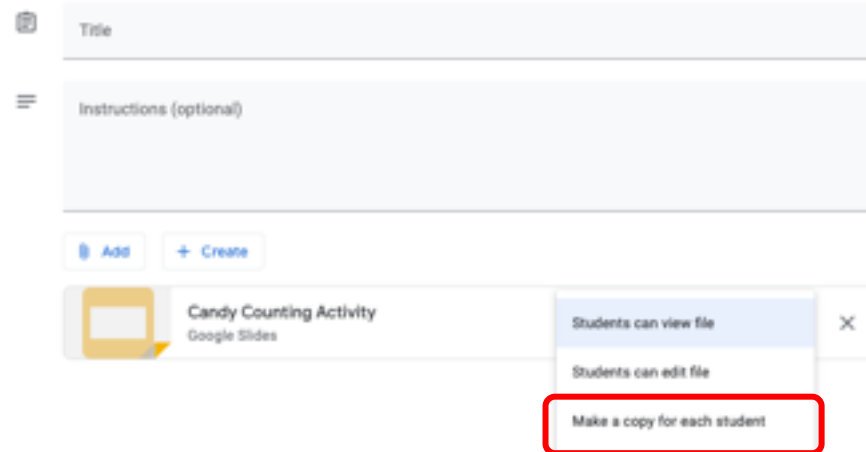 Title
Instructions (optional)
Add
+ Create
Candy Counting Activity
Google Slides
Students can view file
Students can edit file
Make a copy for each student